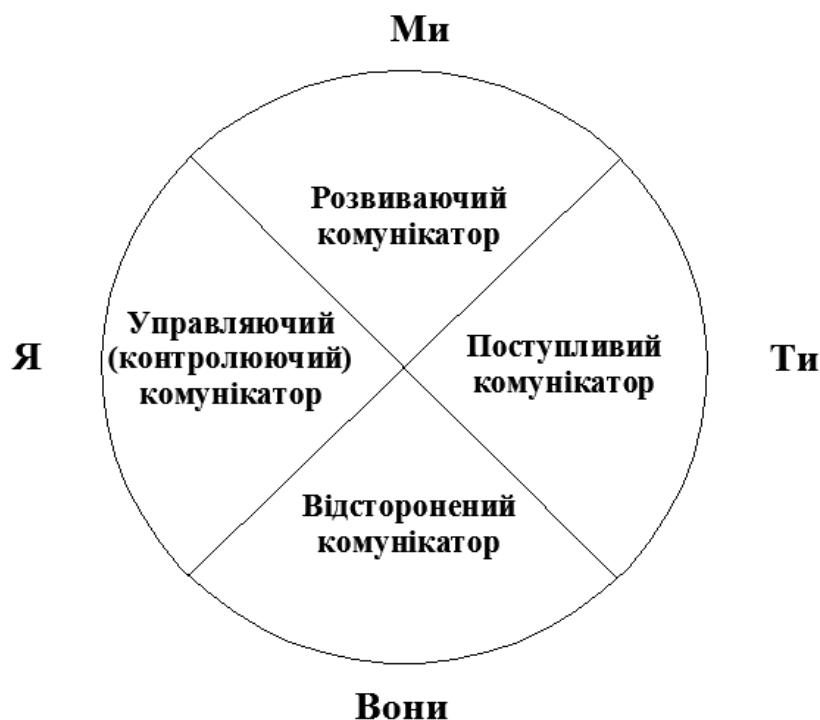 Ми
Розвиваючий
комунікатор
Я
Управляючий
(контролюючий)
комунікатор
Поступливий
комунікатор
Ти
Відсторонений
комунікатор
Вони